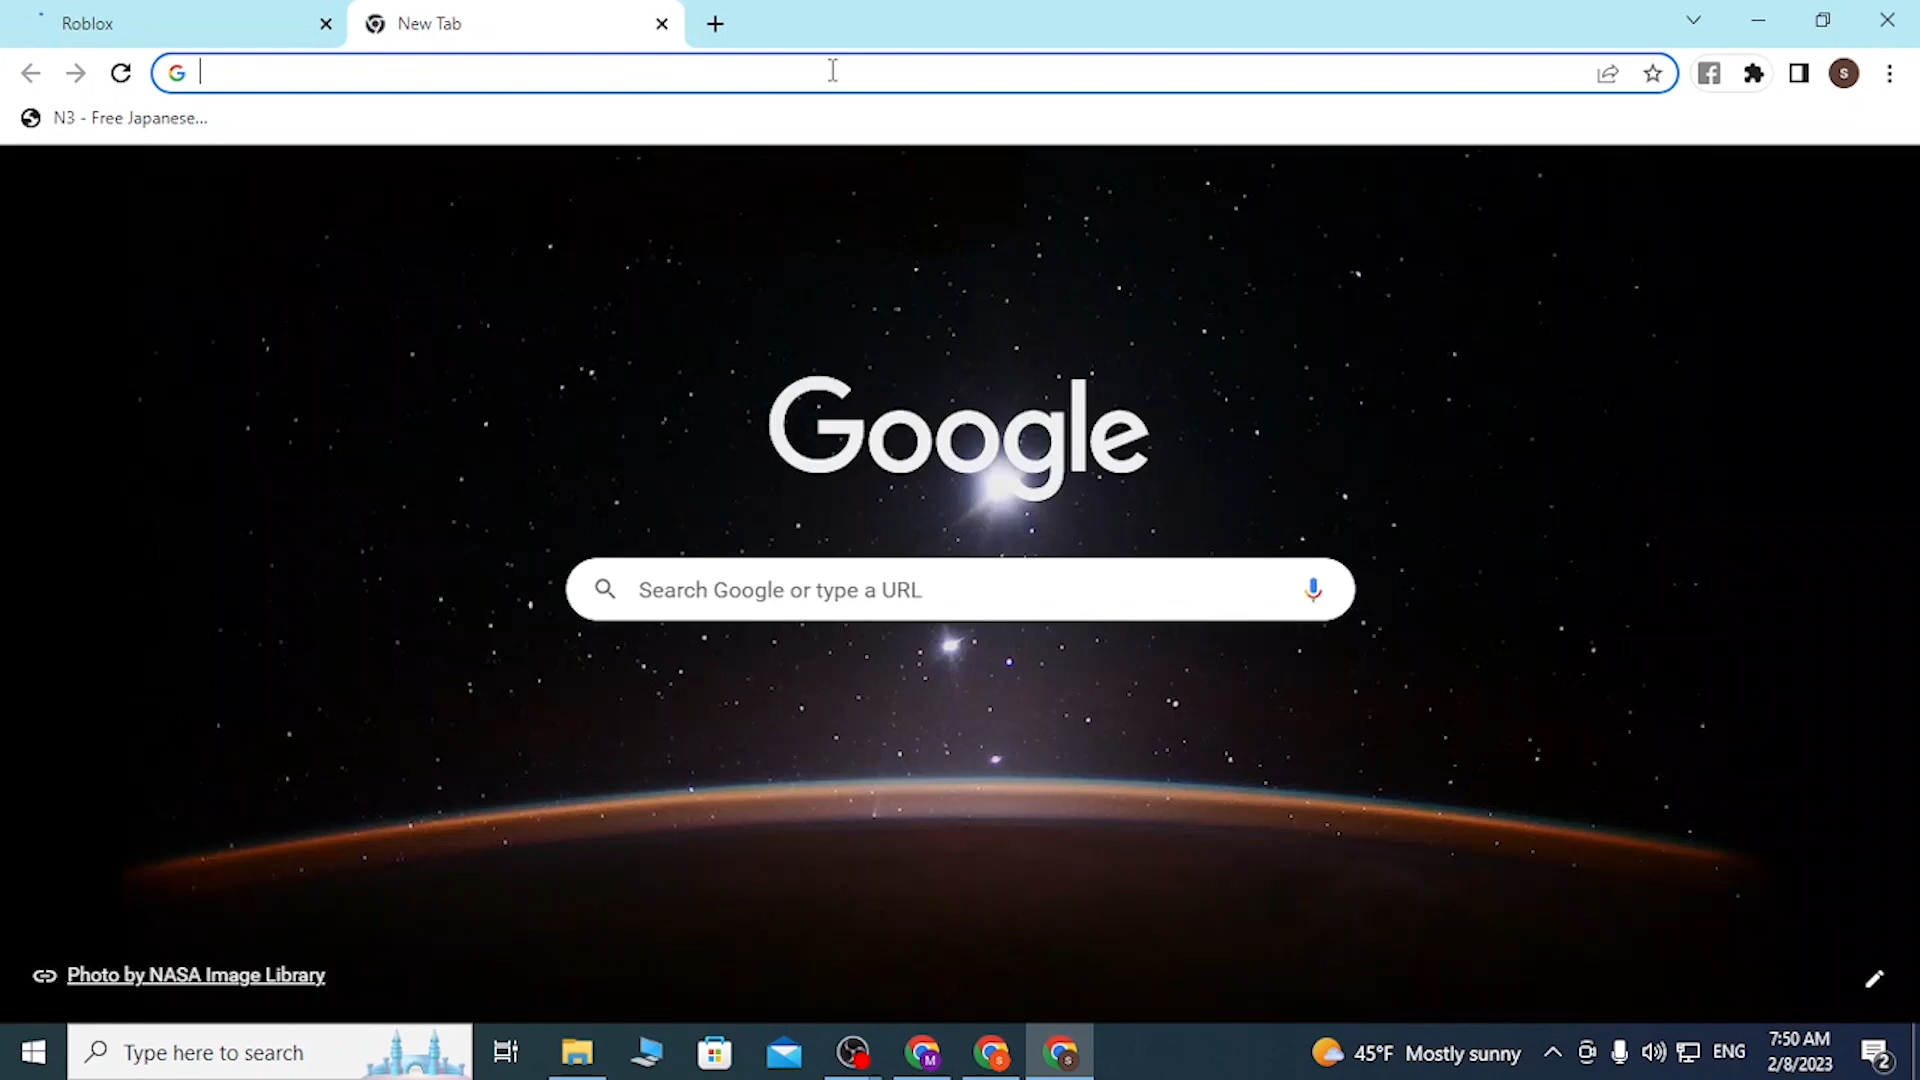 Roblox
New Tab
N3 - Free Japanese...
S
Google
Search Google or type a URL
Photo by NASA Image Library
Type here to search
M
S
S
45°F Mostly sunny
ENG
7:50 AM
2/8/2023
2